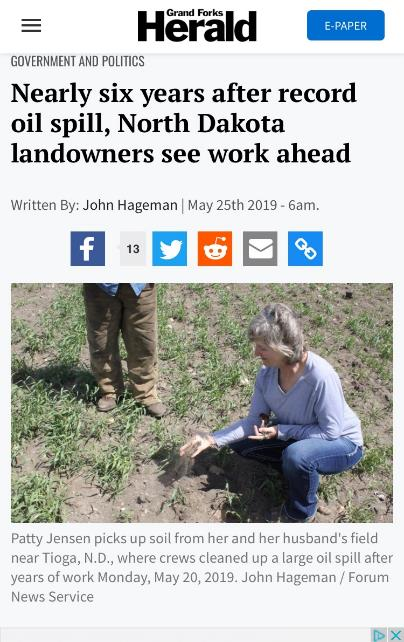 Grand Forks
Herald
E-PAPER
GOVERNMENT AND POLITICS
Nearly six years after record
oil spill, North Dakota
landowners see work ahead
Written By: John Hageman | May 25th 2019 - 6am.
13
Patty Jensen picks up soil from her and her husband's field
near Tioga, N.D., where crews cleaned up a large oil spill after
years of work Monday, May 20, 2019. John Hageman / Forum
News Service